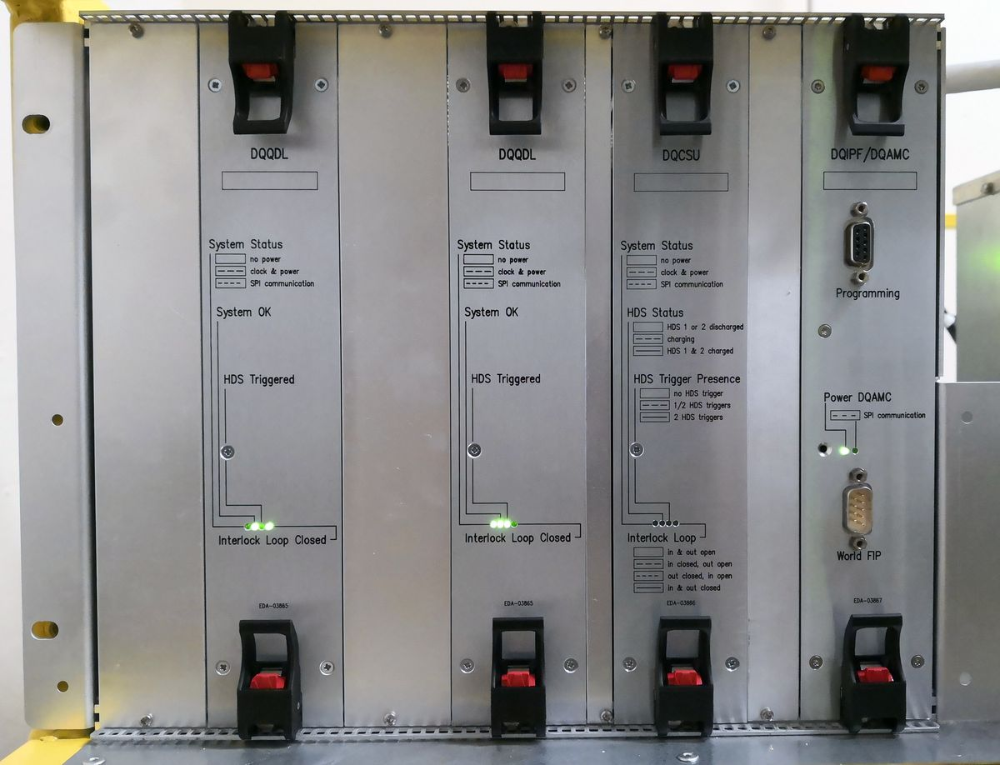 DQQDL
System Status
no power
clock & power
SPI communication
System OK
HDS Triggered
Interlock Loop Closed
EDA-03865
DQQDL
System Status
no power
clock & power
SPI communication
System OK
HDS Triggered
Interlock Loop Closed
EDA-03865
DQCSU
System Status
no power
clock & power
SPI communication
HDS Status
HDS 1 or 2 discharged
charging
HDS 1 & 2 charged
HDS Trigger Presence
no HDS trigger
1/2 HDS triggers
2 HDS triggers
Interlock Loop
in & out open
in closed, out open
out closed, in open
in & out closed
EDA-03866
DQIPF/DQAMC
Programming
Power DQAMC
SPI communication
World FIP
EDA-03867